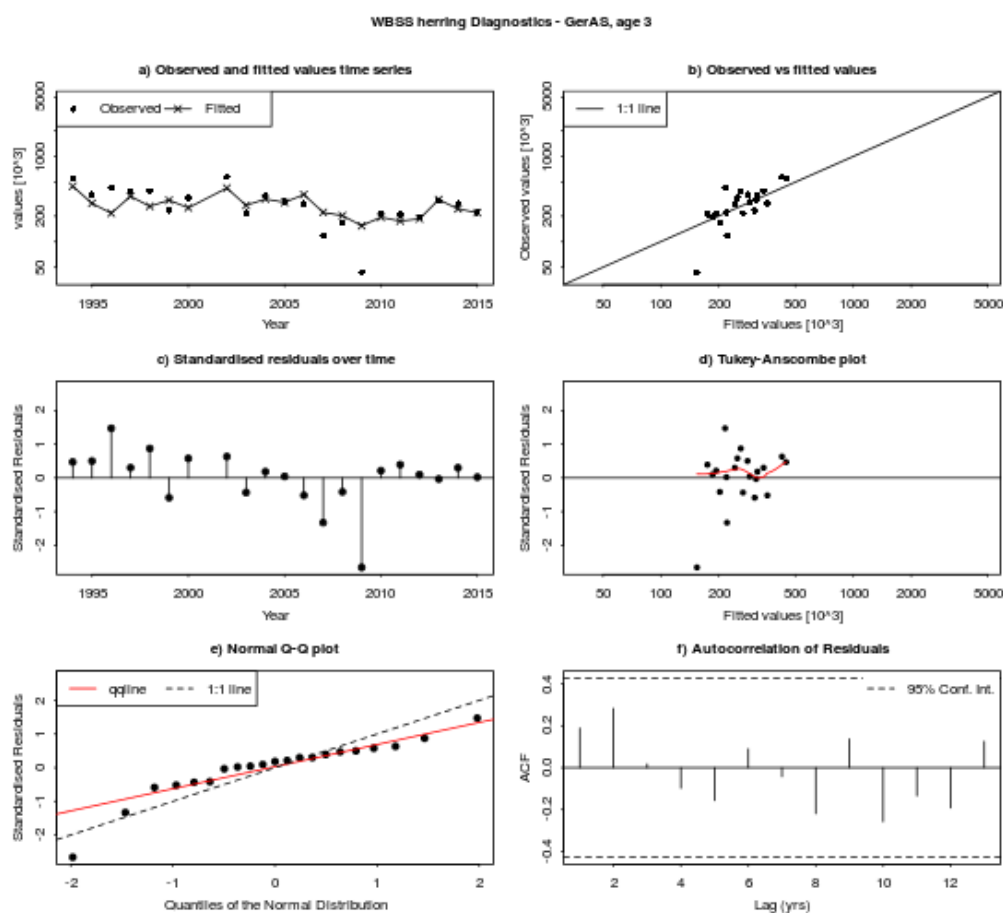 WBSS herring Diagnostics - GerAS, age 3
a) Observed and fitted values time series
values [10^3]
50 200 1000 5000
Observed Fitted
1995 2000 2005 2010 2015
Year
b) Observed vs fitted values
Observed values [10^3]
50 200 1000 5000
1:1 line
50 100 200 500 1000 2000 5000
Fitted values [10^3]
c) Standardised residuals over time
Standardised Residuals
-2 -1 0 1 2
1995 2000 2005 2010 2015
Year
d) Tukey-Anscombe plot
Standardised Residuals
-2 -1 0 1 2
50 100 200 500 1000 2000 5000
Fitted values [10^3]
e) Normal Q-Q plot
Standardised Residuals
-2 -1 0 1 2
qqline 1:1 line
-2 -1 0 1 2
Quantiles of the Normal Distribution
f) Autocorrelation of Residuals
ACF
-0.4 -0.2 0.0 0.2 0.4
95% Conf. Int.
2 4 6 8 10 12
Lag (yrs)